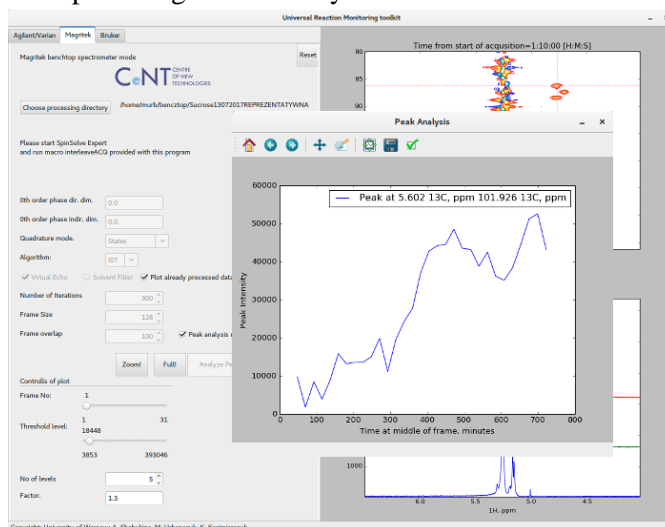 Universal Reaction Monitoring toolkit
Agilent/Varian Magritek Bruker
Magritek benchtop spectrometer mode
Reset
CeNT CENTRE OF NEW TECHNOLOGIES
Choose processing directory /home/murb/bencztop/Sucrose13072017REPREZENTATYWNA
Please start SpinSolve Expert
and run macro interleaveACQ provided with this program
0th order phase dir. dim. 0.0
0th order phase indir. dim. 0.0
Quadrature mode. States
Algorithm: IST
Virtual Echo Solvent Filter Plot already processed data
Number of Iterations 300
Frame Size 128
Frame overlap 100 Peak analysis
Zoom! Full! Analyze Pe
Controlls of plot
Frame No: 1
1 31
Threshold level: 18448
3853 393046
No of levels 5
Factor. 1.3
Time from start of acqusition=1:10:00 [H:M:S]
80
85
90
Peak Analysis
Peak at 5.602 13C, ppm 101.926 13C, ppm
60000
50000
40000
30000
20000
10000
0
Peak Intensity
0 100 200 300 400 500 600 700 800
Time at middle of frame. minutes
1000
6.0 5.5 5.0 4.5
1H. ppm